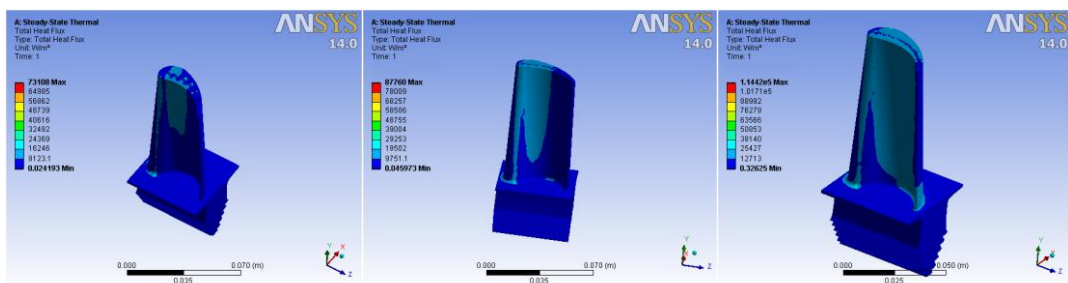 A: Steady-State Thermal
Total Heat Flux
Type: Total Heat Flux
Unit: W/m²
Time: 1
73108 Max
64985
56862
48739
40616
32492
24369
16246
8123.1
0.024193 Min
ANSYS
14.0
0.000
0.070 (m)
0.035
Y
X
Z
A: Steady-State Thermal
Total Heat Flux
Type: Total Heat Flux
Unit: W/m²
Time: 1
87760 Max
78009
68257
58506
48755
39004
29253
19502
9751.1
0.045973 Min
ANSYS
14.0
0.000
0.070 (m)
0.035
Y
Z
A: Steady-State Thermal
Total Heat Flux
Type: Total Heat Flux
Unit: W/m²
Time: 1
1.1442e5 Max
1.0171e5
88992
76279
63566
50853
38140
25427
12713
0.32625 Min
ANSYS
14.0
0.000
0.050 (m)
0.025
Y
X
Z